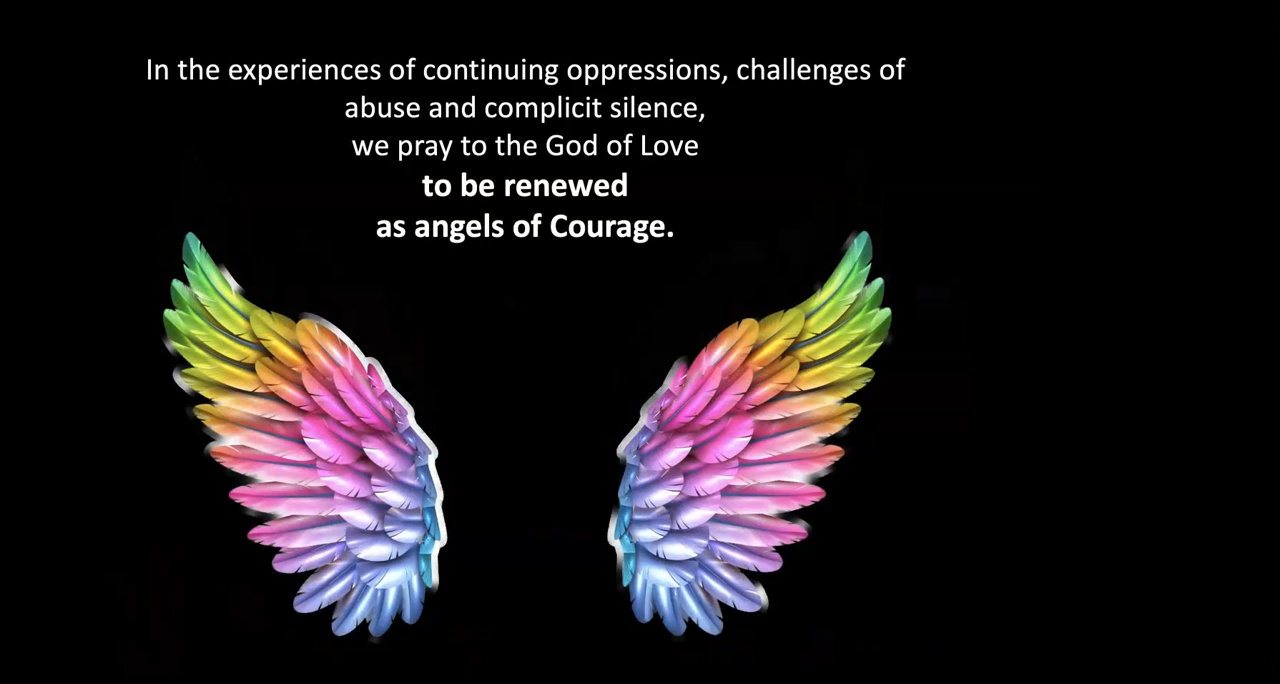 In the experiences of continuing oppressions, challenges of
abuse and complicit silence,
we pray to the God of Love
to be renewed
as angels of Courage.